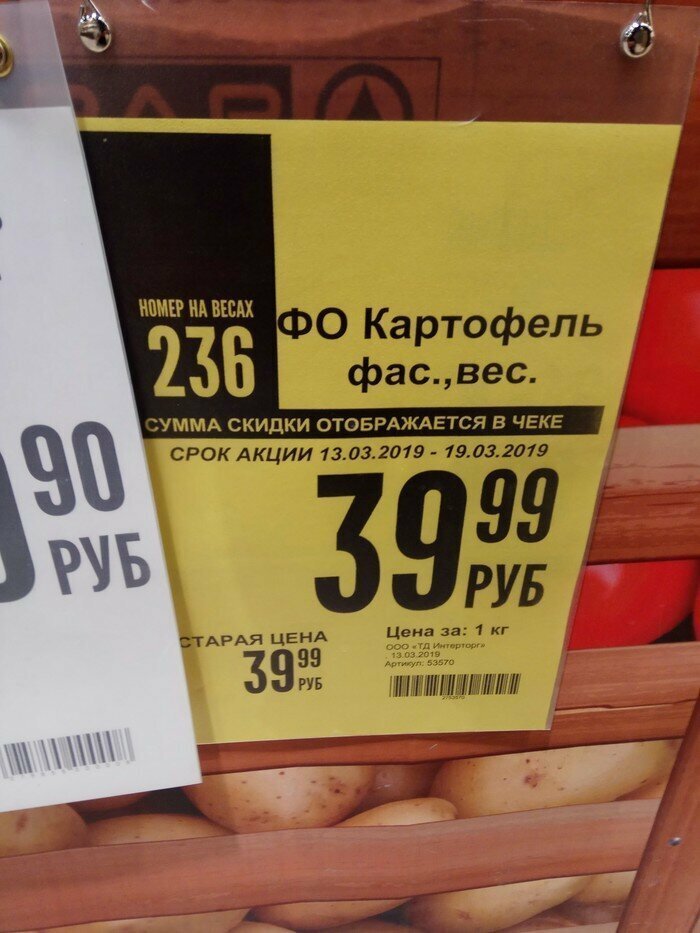 НОМЕР НА ВЕСАХ
236
ФО Картофель
фас.,вес.
СУММА СКИДКИ ОТОБРАЖАЕТСЯ В ЧЕКЕ
СРОК АКЦИИ 13.03.2019 - 19.03.2019
39 99
РУБ
Цена за: 1 кг
ООО «ТД Интерторг»
. 13.03.2019
Артикул: 53570
СТАРАЯ ЦЕНА
39 99
РУБ
90
РУБ